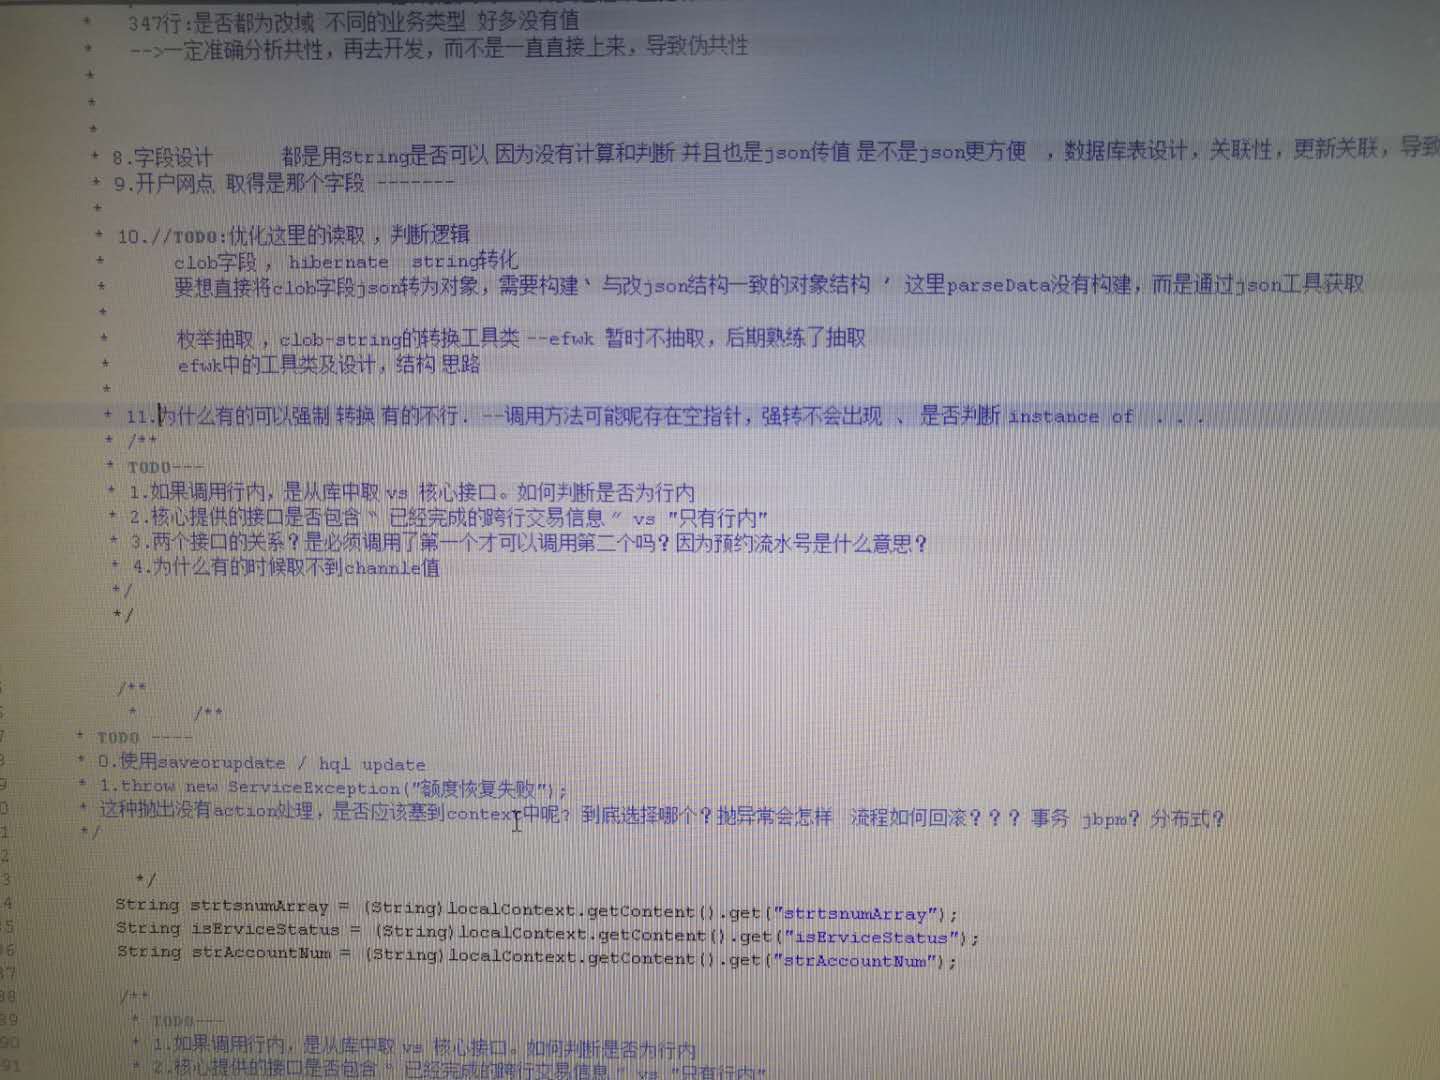 * 347行:是否都为改域 不同的业务类型 好多没有值
* -->一定准确分析共性，再去开发，而不是一直直接上来，导致伪共性
*
*
*
* 8.字段设计 都是用String是否可以 因为没有计算和判断 并且也是json传值 是不是json更方便 ，数据库表设计，关联性，更新关联，导致
* 9.开户网点 取得是那个字段 -------
*
* 10.//TODO:优化这里的读取 ，判断逻辑
* clob字段 ， hibernate string转化
* 要想直接将clob字段json转为对象，需要构建‘ 与改json结构一致的对象结构 ’ 这里parseData没有构建，而是通过json工具获取
*
* 枚举抽取 ，clob-string的转换工具类 --efwk 暂时不抽取，后期熟练了抽取
* efwk中的工具类及设计，结构 思路
*
* 11.为什么有的可以强制 转换 有的不行. --调用方法可能呢存在空指针，强转不会出现 、 是否判断 instance of . . .
* /**
* TODO---
* 1.如果调用行内，是从库中取 vs 核心接口。如何判断是否为行内
* 2.核心提供的接口是否包含“ 已经完成的跨行交易信息 ” vs "只有行内"
* 3.两个接口的关系？是必须调用了第一个才可以调用第二个吗？因为预约流水号是什么意思？
* 4.为什么有的时候取不到channle值
*/
*/
/**
* /**
* TODO ----
* 0.使用saveorupdate / hql update
* 1.throw new ServiceException("额度恢复失败");
* 这种抛出没有action处理，是否应该塞到context中呢？到底选择哪个？抛异常会怎样 流程如何回滚？？？ 事务 jbpm？ 分布式？
*/
*/
String strtsnumArray = (String)localContext.getContent().get("strtsnumArray");
String isErviceStatus = (String)localContext.getContent().get("isErviceStatus");
String strAccountNum = (String)localContext.getContent().get("strAccountNum");
/**
* TODO---
* 1.如果调用行内，是从库中取 vs 核心接口。如何判断是否为行内
* 2.核心提供的接口是否包含“ 已经完成的跨行交易信息 ” vs "只有行内"